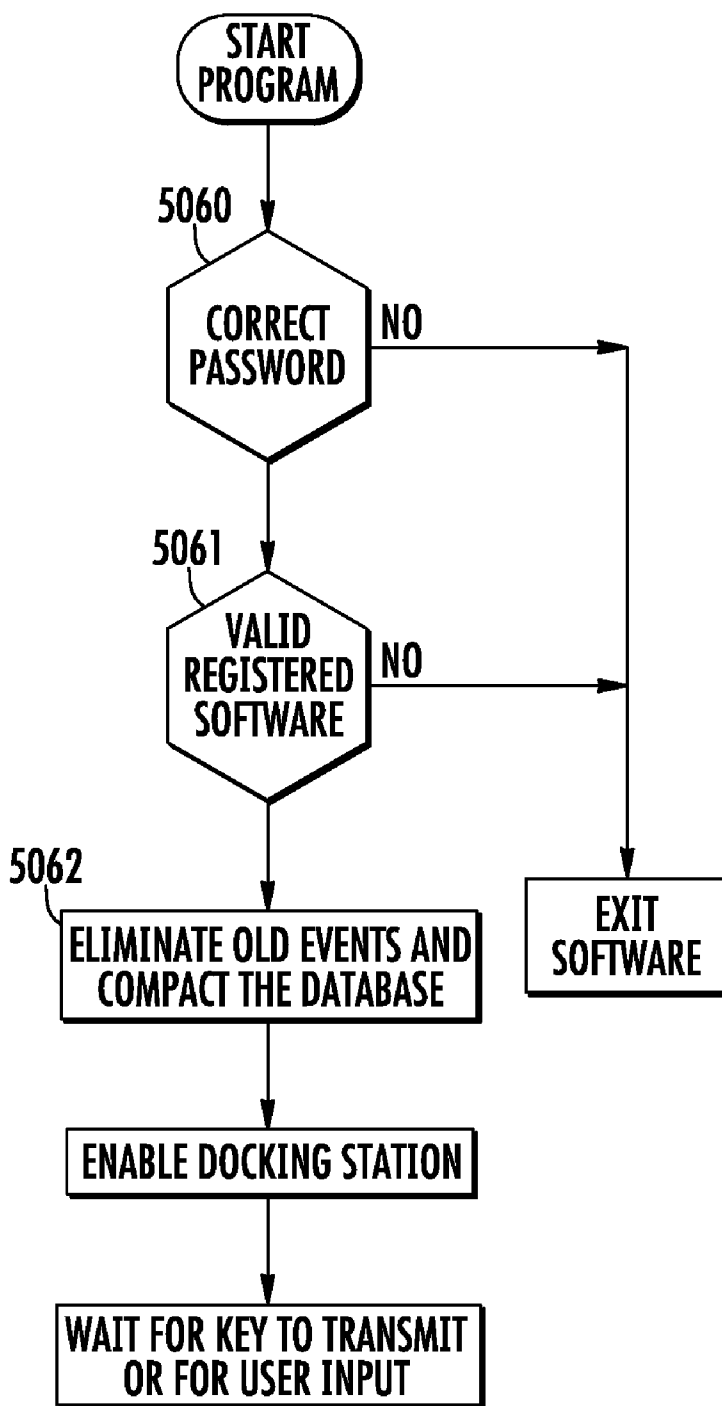 START
PROGRAM
5060
CORRECT
PASSWORD
NO
5061
VALID
REGISTERED
SOFTWARE
NO
5062
ELIMINATE OLD EVENTS AND
COMPACT THE DATABASE
EXIT
SOFTWARE
ENABLE DOCKING STATION
WAIT FOR KEY TO TRANSMIT
OR FOR USER INPUT